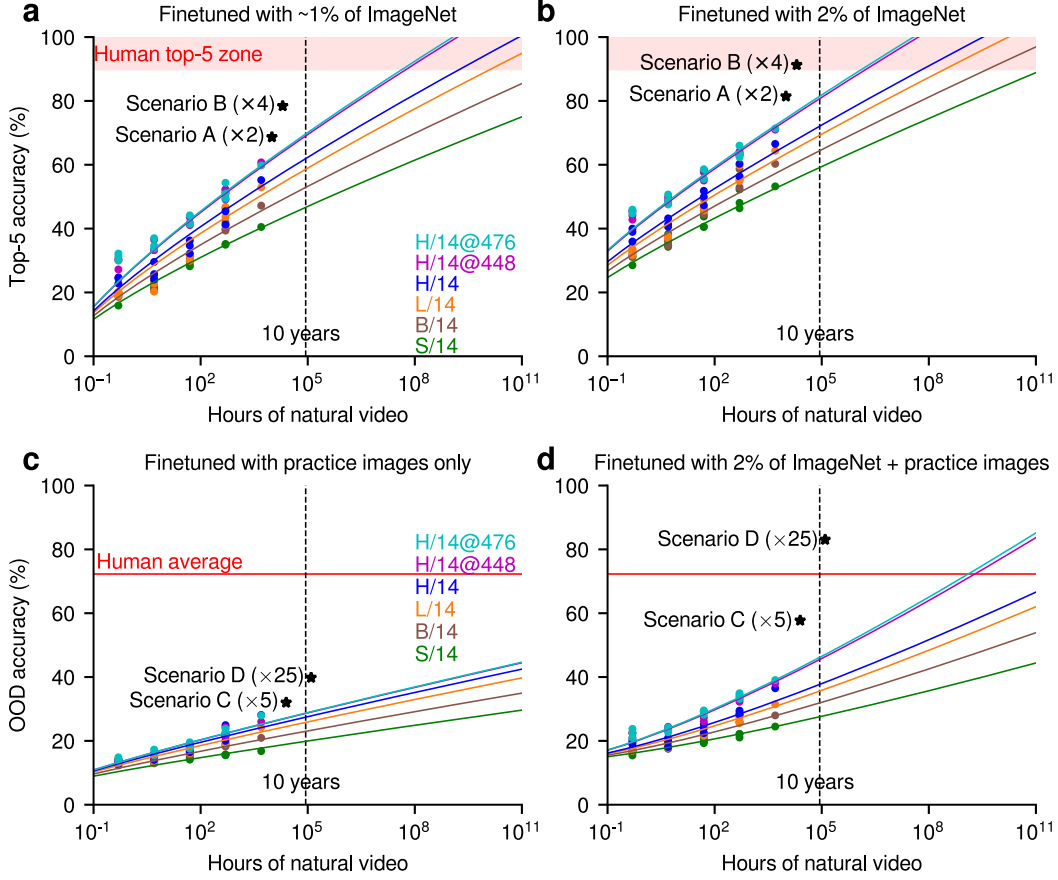 a
Finetuned with ~1% of ImageNet
Human top-5 zone
Scenario B (×4)
Scenario A (×2)
H/14@476
H/14@448
H/14
L/14
B/14
S/14
10 years
Top-5 accuracy (%)
100
80
60
40
20
0
10⁻¹
10²
10⁵
10⁸
10¹¹
Hours of natural video
b
Finetuned with 2% of ImageNet
Scenario B (×4)
Scenario A (×2)
10 years
100
80
60
40
20
0
10⁻¹
10²
10⁵
10⁸
10¹¹
Hours of natural video
c
Finetuned with practice images only
Human average
H/14@476
H/14@448
H/14
L/14
B/14
S/14
Scenario D (×25)
Scenario C (×5)
10 years
OOD accuracy (%)
100
80
60
40
20
0
10⁻¹
10²
10⁵
10⁸
10¹¹
Hours of natural video
d
Finetuned with 2% of ImageNet + practice images
Scenario D (×25)
Scenario C (×5)
10 years
100
80
60
40
20
0
10⁻¹
10²
10⁵
10⁸
10¹¹
Hours of natural video